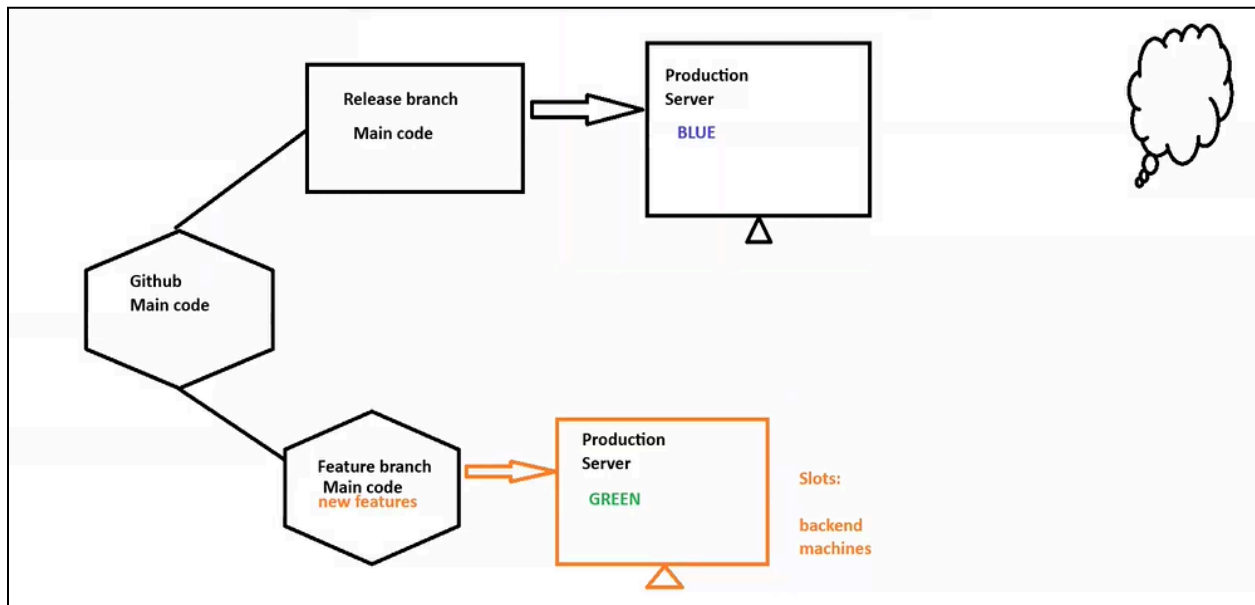 Release branch
Main code
Production
Server
BLUE
Github
Main code
Feature branch
Main code
new features
Production
Server
GREEN
Slots:
backend
machines